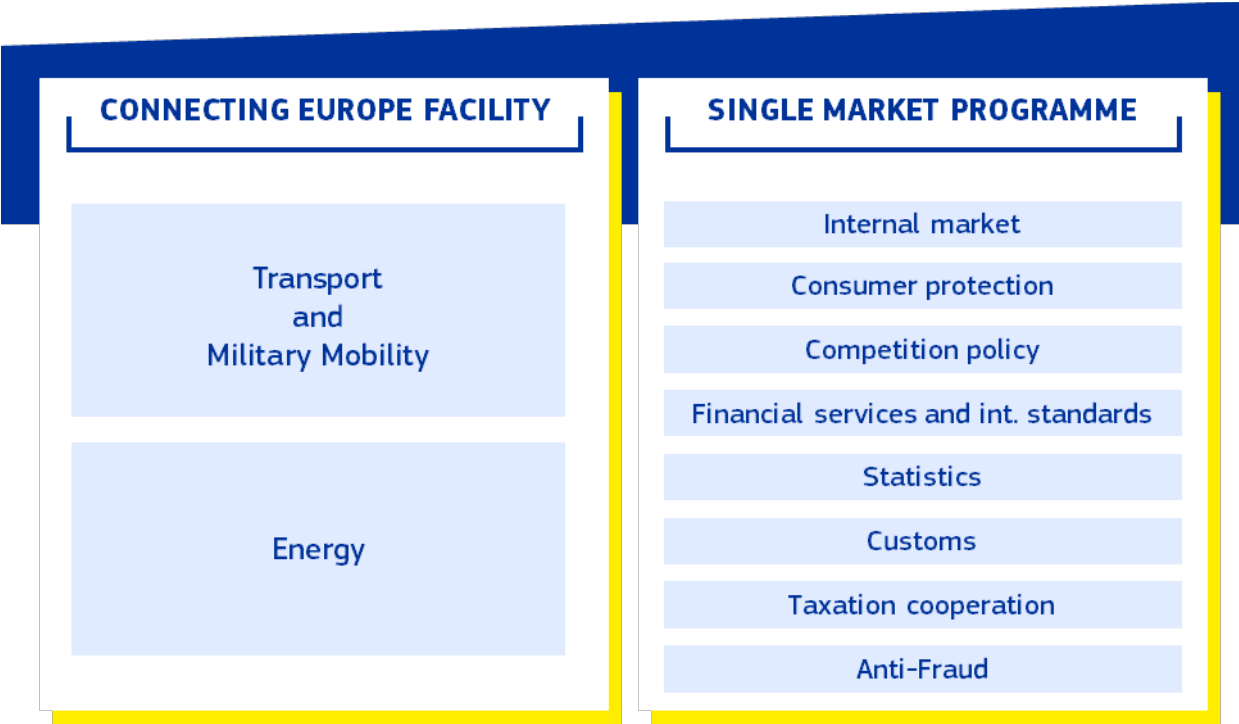 CONNECTING EUROPE FACILITY
Transport
and
Military Mobility
Energy
SINGLE MARKET PROGRAMME
Internal market
Consumer protection
Competition policy
Financial services and int. standards
Statistics
Customs
Taxation cooperation
Anti-Fraud